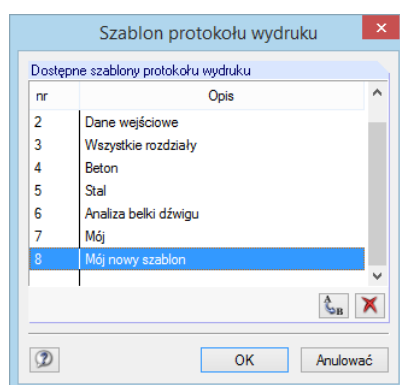 Szablon protokołu wydruku
Dostępne szablony protokołu wydruku
nr Opis
2 Dane wejściowe
3 Wszystkie rozdziały
4 Beton
5 Stal
6 Analiza belki dźwigu
7 Mój
8 Mój nowy szablon
A B
OK Anulować